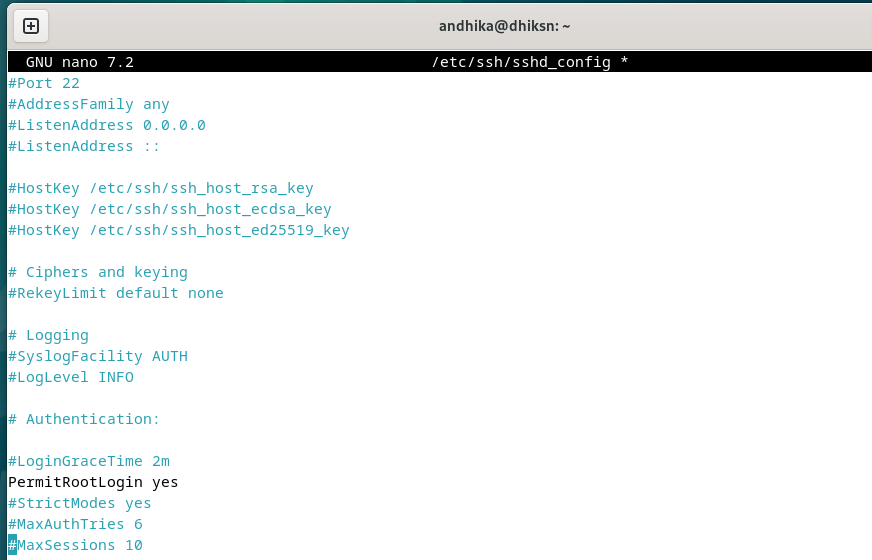 andhika@dhiksn: ~
GNU nano 7.2 /etc/ssh/sshd_config *
#Port 22
#AddressFamily any
#ListenAddress 0.0.0.0
#ListenAddress ::
#HostKey /etc/ssh/ssh_host_rsa_key
#HostKey /etc/ssh/ssh_host_ecdsa_key
#HostKey /etc/ssh/ssh_host_ed25519_key
# Ciphers and keying
#RekeyLimit default none
# Logging
#SyslogFacility AUTH
#LogLevel INFO
# Authentication:
#LoginGraceTime 2m
PermitRootLogin yes
#StrictModes yes
#MaxAuthTries 6
#MaxSessions 10